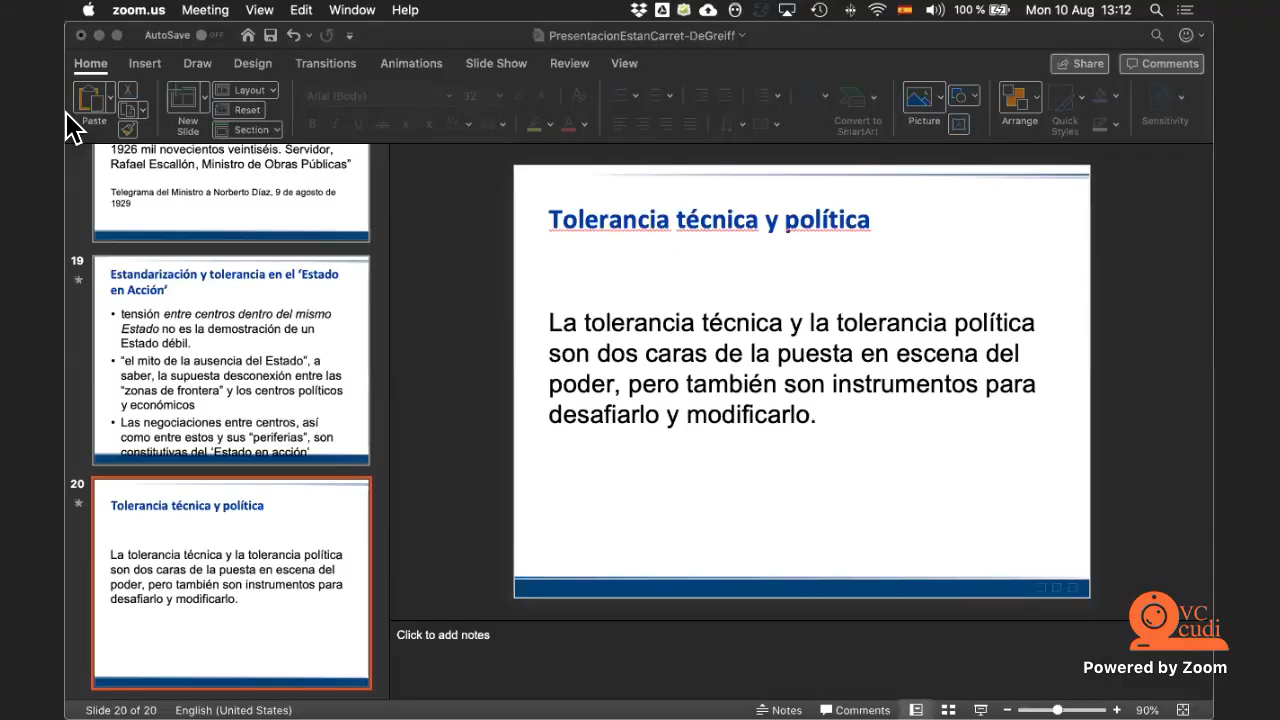 zoom.us Meeting View Edit Window Help 100 % Mon 10 Aug 13:12
AutoSave OFF PresentacionEstanCarret-DeGreiff
Home Insert Draw Design Transitions Animations Slide Show Review View Share Comments
Paste New Slide Layout Reset Section Arial (Body) 32 Convert to SmartArt Picture Arrange Quick Styles Sensitivity
1926 mil novecientos veintiséis. Servidor,
Rafael Escallón, Ministro de Obras Públicas”
Telegrama del Ministro a Norberto Díaz, 9 de agosto de
1929
19
Estandarización y tolerancia en el ‘Estado
en Acción’
• tensión entre centros dentro del mismo
Estado no es la demostración de un
Estado débil.
• “el mito de la ausencia del Estado”, a
saber, la supuesta desconexión entre las
“zonas de frontera” y los centros políticos
y económicos
• Las negociaciones entre centros, así
como entre estos y sus “periferias”, son
constitutivas del ‘Estado en acción’
20
Tolerancia técnica y política
La tolerancia técnica y la tolerancia política
son dos caras de la puesta en escena del
poder, pero también son instrumentos para
desafiarlo y modificarlo.
Tolerancia técnica y política
La tolerancia técnica y la tolerancia política
son dos caras de la puesta en escena del
poder, pero también son instrumentos para
desafiarlo y modificarlo.
Click to add notes
VC
cudi
Powered by Zoom
Slide 20 of 20 English (United States) Notes Comments 90%